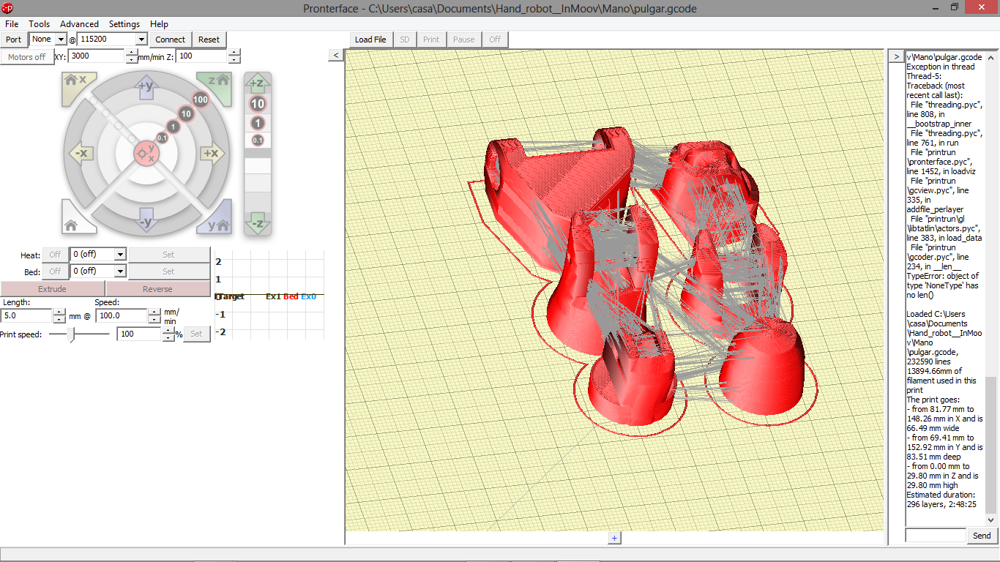 Pronterface - C:\Users\casa\Documents\Hand_robot__InMoov\Mano\pulgar.gcode
File Tools Advanced Settings Help
Port None @ 115200 Connect Reset
Load File SD Print Pause Off
Motors off XY: 3000 mm/min Z: 100
<
>
x
z
+y
100
10
1
0.1
-x
y
x
+x
-y
y
+z
10
1
0.1
-z
Heat: Off 0 (off) Set
Bed: Off 0 (off) Set
Extrude Reverse
Length: Speed:
5.0 mm @ 100.0 mm/
min
Print speed: 100 % Set
2
1
0 Target Ex1 Bed Ex0
-1
-2
+
v\Mano\pulgar.gcode
Exception in thread
Thread-5:
Traceback (most
recent call last):
File "threading.pyc",
line 808, in
__bootstrap_inner
File "threading.pyc",
line 761, in run
File "printrun
\pronterface.pyc",
line 1452, in loadviz
File "printrun
\gcview.pyc", line
335, in
addfile_perlayer
File "printrun\gl
\libtatlin\actors.pyc",
line 383, in load_data
File "printrun
\gcoder.pyc", line
234, in __len__
TypeError: object of
type 'NoneType' has
no len()
Loaded C:\Users
\casa\Documents
\Hand_robot__InMoo
v\Mano
\pulgar.gcode,
232590 lines
13894.66mm of
filament used in this
print
The print goes:
- from 81.77 mm to
148.26 mm in X and is
66.49 mm wide
- from 69.41 mm to
152.92 mm in Y and is
83.51 mm deep
- from 0.00 mm to
29.80 mm in Z and is
29.80 mm high
Estimated duration:
296 layers, 2:48:25
Send